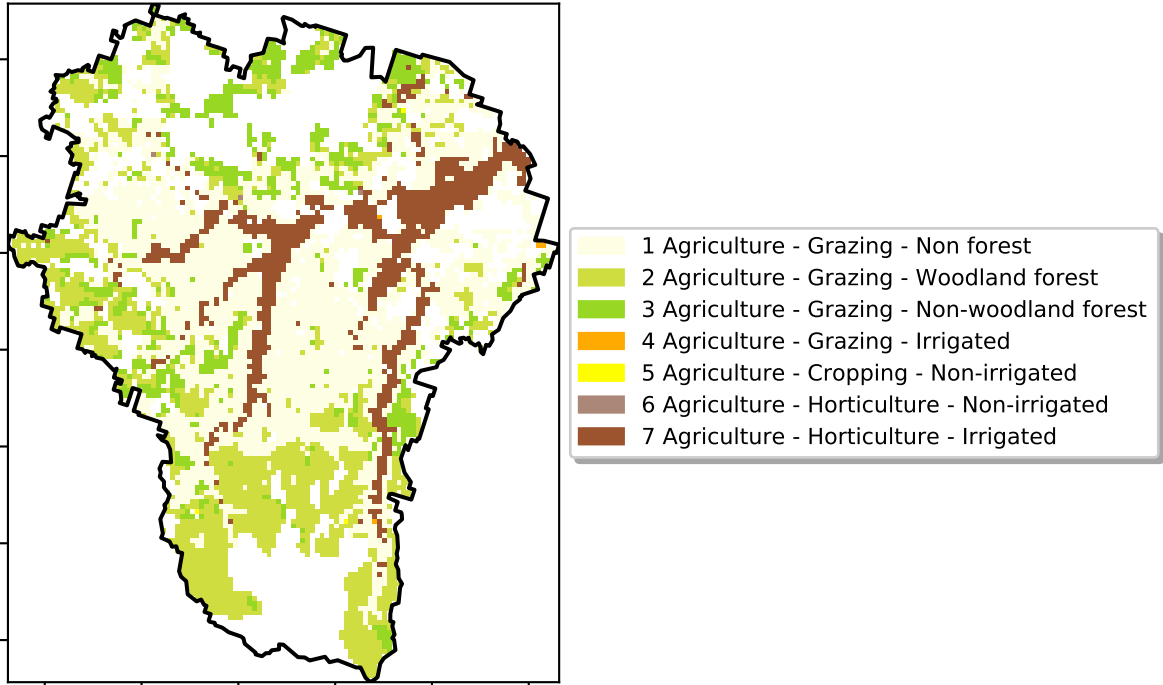 1 Agriculture - Grazing - Non forest
2 Agriculture - Grazing - Woodland forest
3 Agriculture - Grazing - Non-woodland forest
4 Agriculture - Grazing - Irrigated
5 Agriculture - Cropping - Non-irrigated
6 Agriculture - Horticulture - Non-irrigated
7 Agriculture - Horticulture - Irrigated